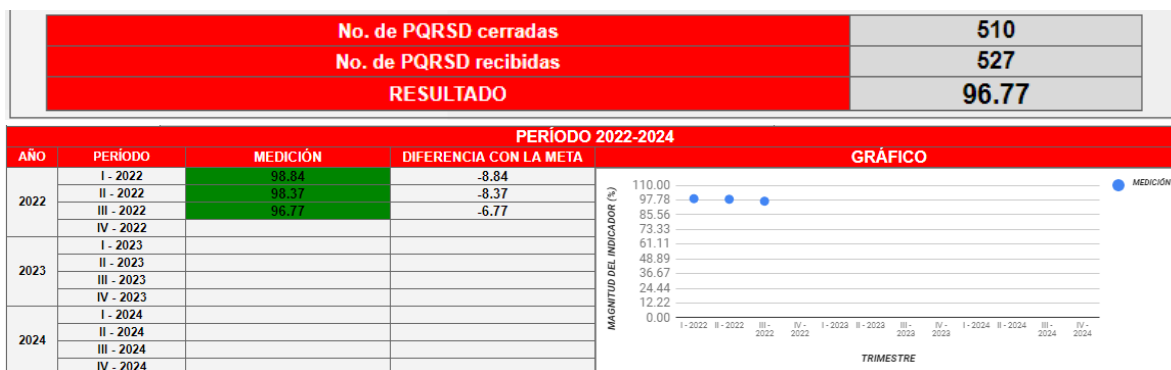 No. de PQRSD cerradas 510
No. de PQRSD recibidas 527
RESULTADO 96.77
PERÍODO 2022-2024
AÑO PERÍODO MEDICIÓN DIFERENCIA CON LA META GRÁFICO
2022
I - 2022 98.84 -8.84
II - 2022 98.37 -8.37
III - 2022 96.77 -6.77
IV - 2022
2023
I - 2023
II - 2023
III - 2023
IV - 2023
2024
I - 2024
II - 2024
III - 2024
IV - 2024
MAGNITUD DEL INDICADOR (%)
110.00
97.78
85.56
73.33
61.11
48.89
36.67
24.44
12.22
0.00
I - 2022 II - 2022 III - 2022 IV - 2022 I - 2023 II - 2023 III - 2023 IV - 2023 I - 2024 II - 2024 III - 2024 IV - 2024
TRIMESTRE
MEDICIÓN